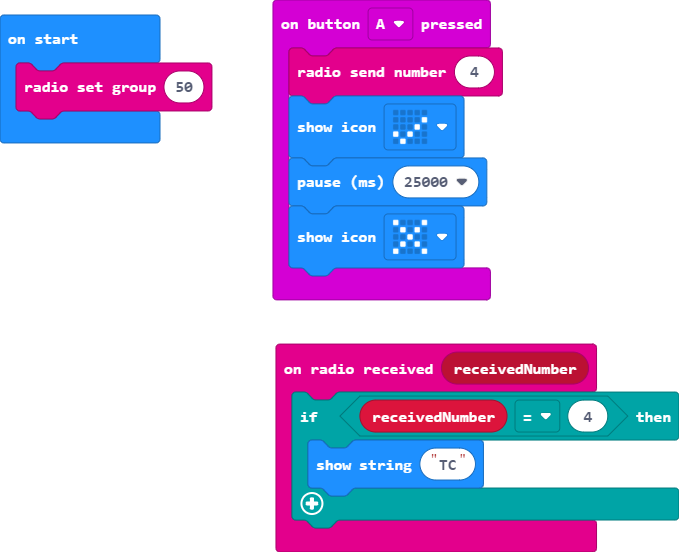 on start
radio set group 50
on button A pressed
radio send number 4
show icon
pause (ms) 25000
show icon
on radio received receivedNumber
if receivedNumber = 4 then
show string "TC"